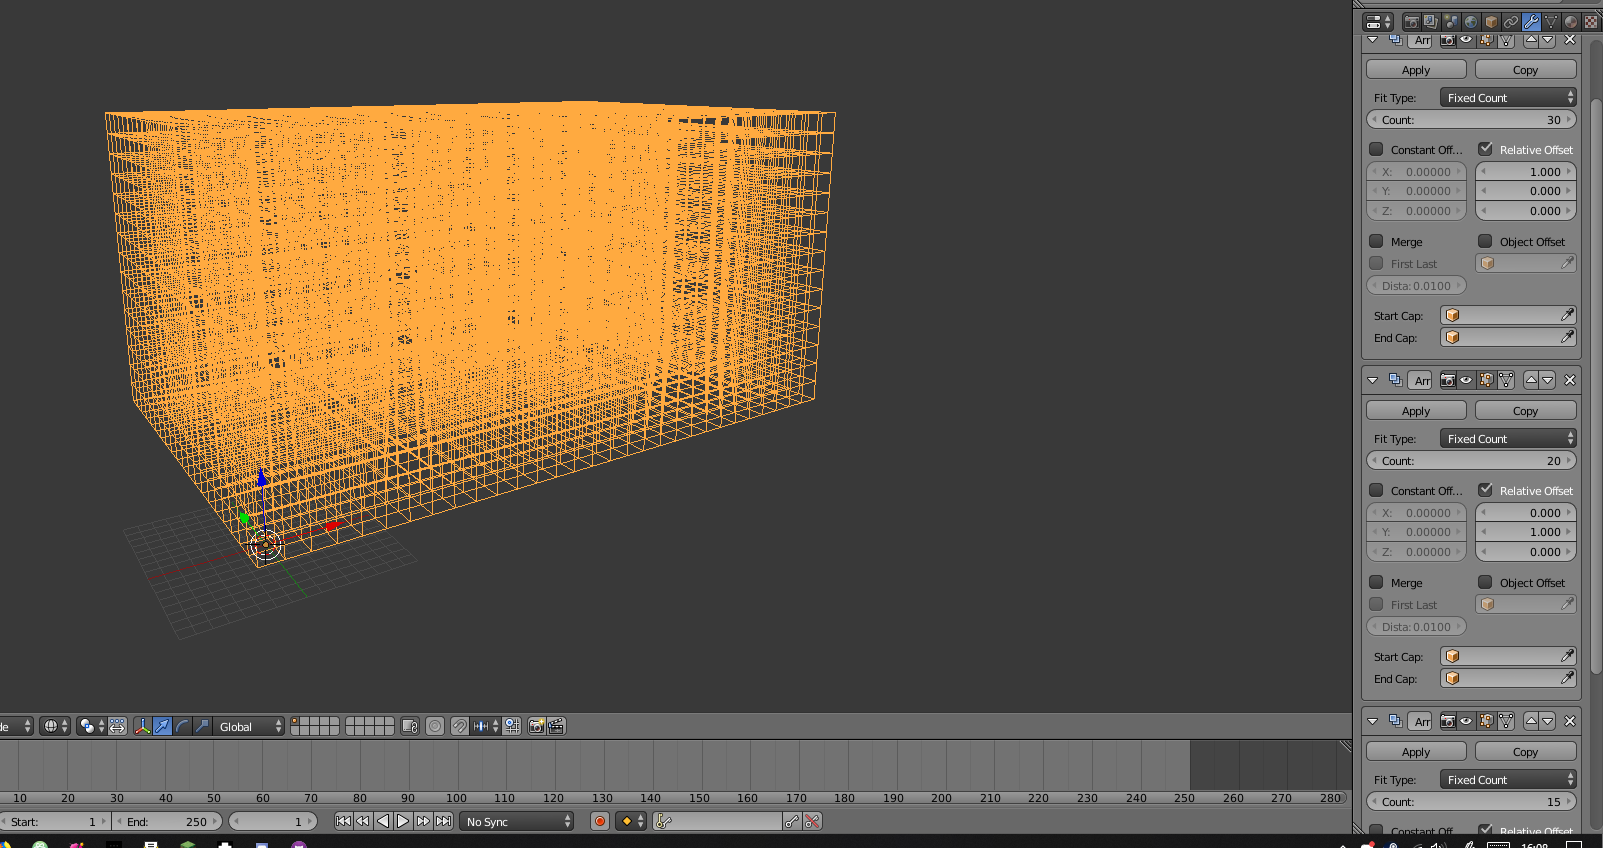 Arr
Apply Copy
Fit Type: Fixed Count
Count: 30
Constant Off... Relative Offset
X: 0.00000 1.000
Y: 0.00000 0.000
Z: 0.00000 0.000
Merge Object Offset
First Last
Dista: 0.0100
Start Cap:
End Cap:
Arr
Apply Copy
Fit Type: Fixed Count
Count: 20
Constant Off... Relative Offset
X: 0.00000 0.000
Y: 0.00000 1.000
Z: 0.00000 0.000
Merge Object Offset
First Last
Dista: 0.0100
Start Cap:
End Cap:
Arr
Apply Copy
Fit Type: Fixed Count
Count: 15
Constant Off... Relative Offset
de Global
10 20 30 40 50 60 70 80 90 100 110 120 130 140 150 160 170 180 190 200 210 220 230 240 250 260 270 280
Start: 1 End: 250 1 No Sync
16:08